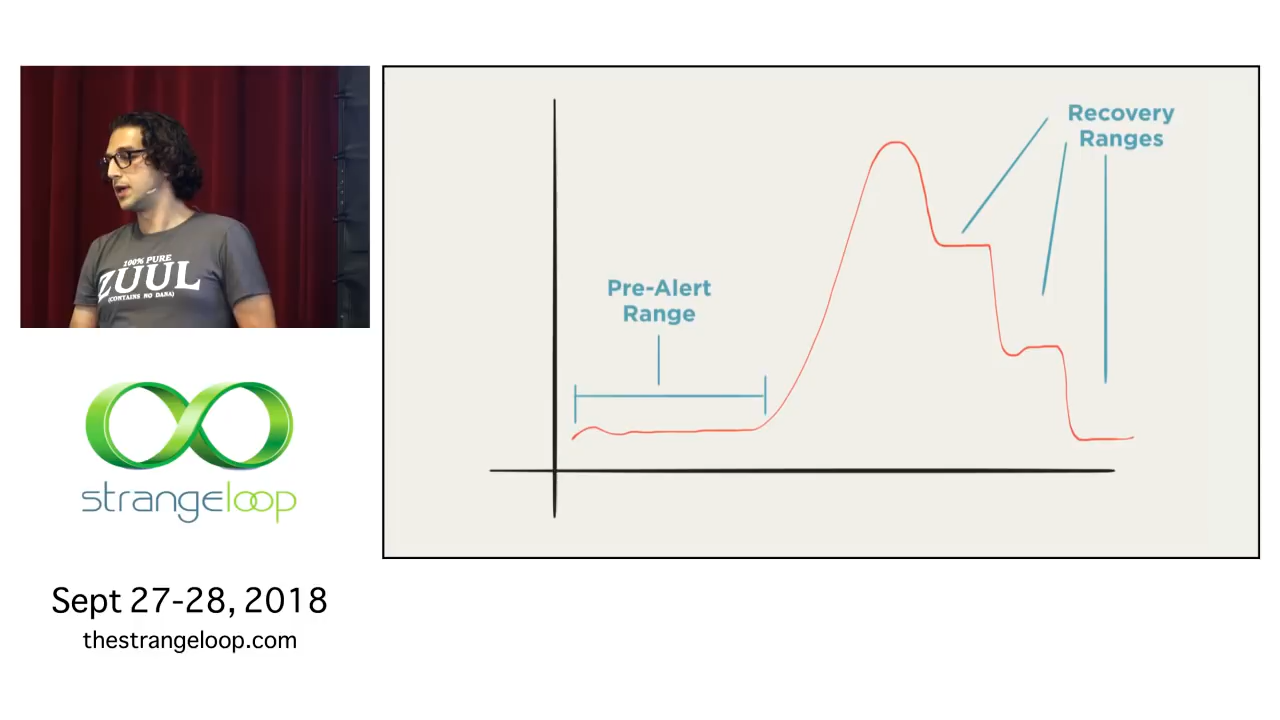 100% PURE
ZUUL
(CONTAINS NO DANA)
strangeloop
Sept 27-28, 2018
thestrangeloop.com
Pre-Alert
Range
Recovery
Ranges